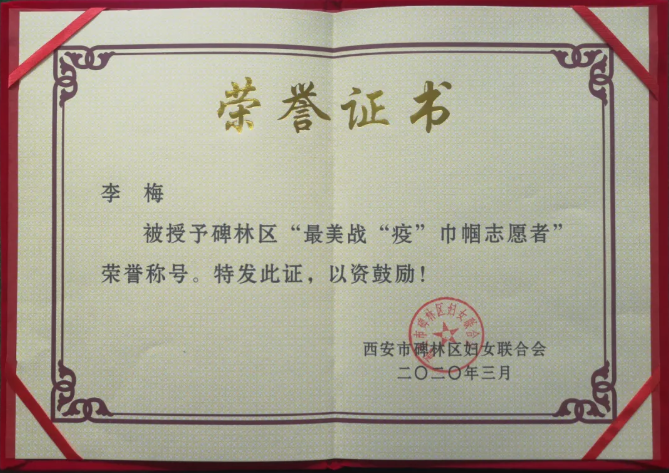 荣誉证书
李 梅
被授予碑林区“最美战“疫”巾帼志愿者”
荣誉称号。特发此证，以资鼓励！
西安市碑林区妇女联合会
二〇二〇年三月